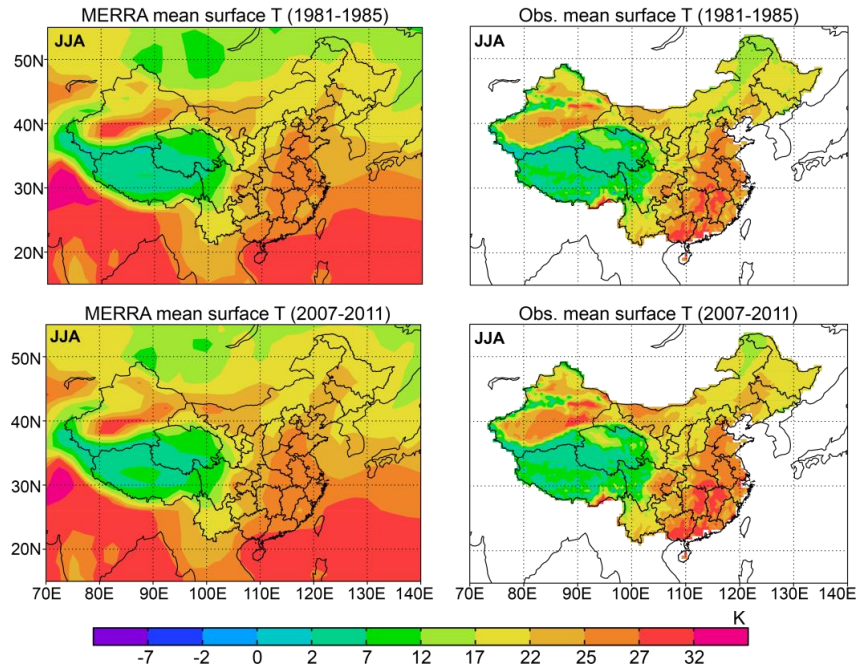 MERRA mean surface T (1981-1985)
Obs. mean surface T (1981-1985)
JJA
JJA
50N
40N
30N
20N
MERRA mean surface T (2007-2011)
Obs. mean surface T (2007-2011)
JJA
JJA
50N
40N
30N
20N
70E 80E 90E 100E 110E 120E 130E 140E
80E 90E 100E 110E 120E 130E 140E
K
-7 -2 0 2 7 12 17 22 25 27 32